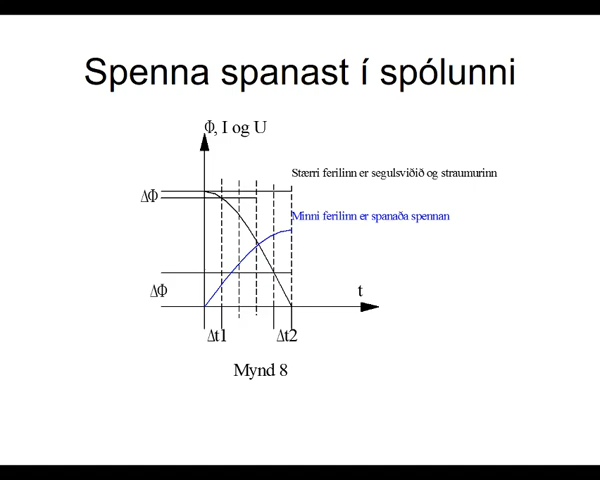 Spenna spanast í spólunni
Φ, I og U
Stærri ferilinn er segulsviðið og straumurinn
ΔΦ
Minni ferilinn er spanaða spennan
ΔΦ
t
Δt1
Δt2
Mynd 8